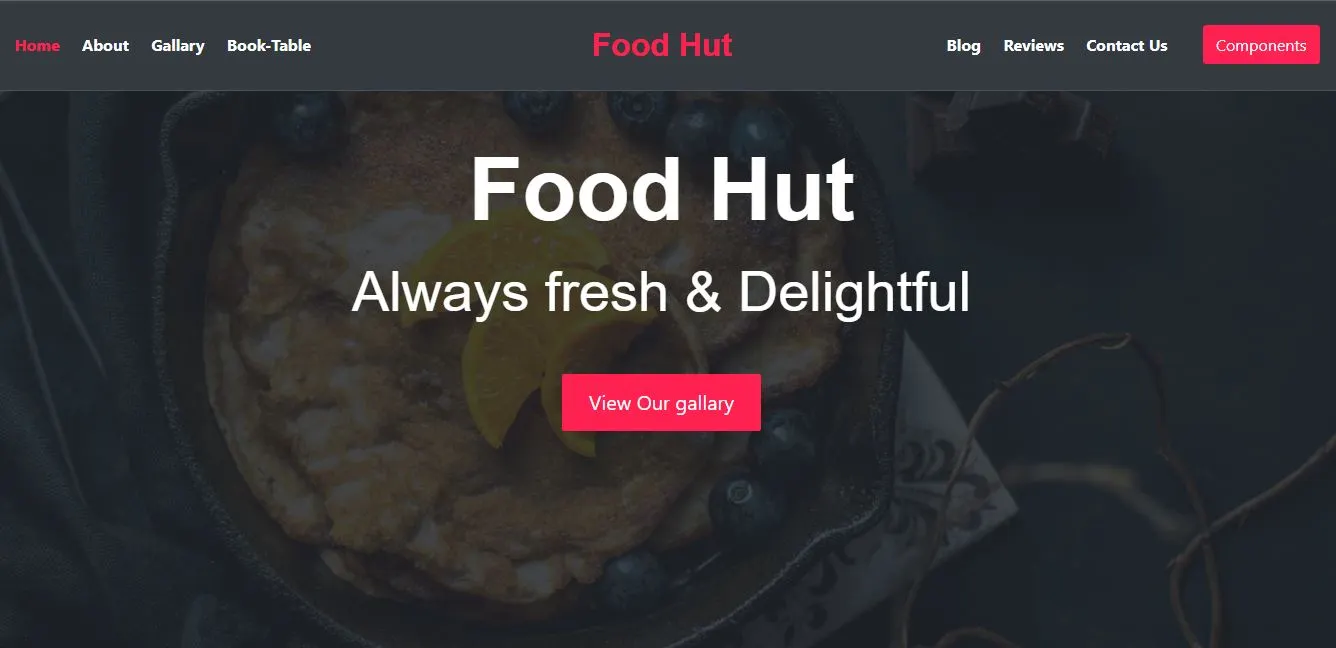 Home About Gallary Book-Table Food Hut Blog Reviews Contact Us Components
Food Hut
Always fresh & Delightful
View Our gallary